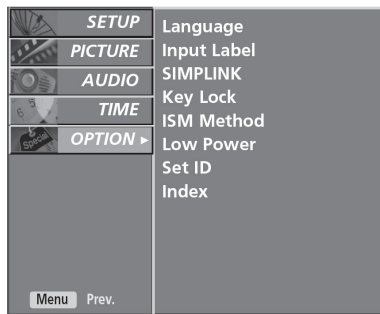 SETUP
PICTURE
AUDIO
TIME
OPTION ►
Special
Menu Prev.
Language
Input Label
SIMPLINK
Key Lock
ISM Method
Low Power
Set ID
Index